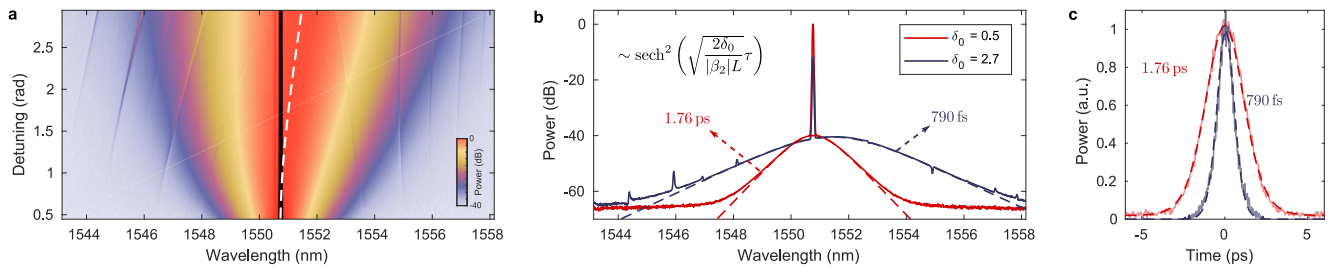 a
Detuning (rad)
2.5
2
1.5
1
0.5
0
Power (dB)
-40
1544 1546 1548 1550 1552 1554 1556 1558
Wavelength (nm)
b
Power (dB)
0
-20
-40
-60
∼ sech² (√(2δ₀/|β₂|L) τ)
δ₀ = 0.5
δ₀ = 2.7
1.76 ps
790 fs
1544 1546 1548 1550 1552 1554 1556 1558
Wavelength (nm)
c
Power (a.u.)
1
0.8
0.6
0.4
0.2
0
1.76 ps
790 fs
-5 0 5
Time (ps)